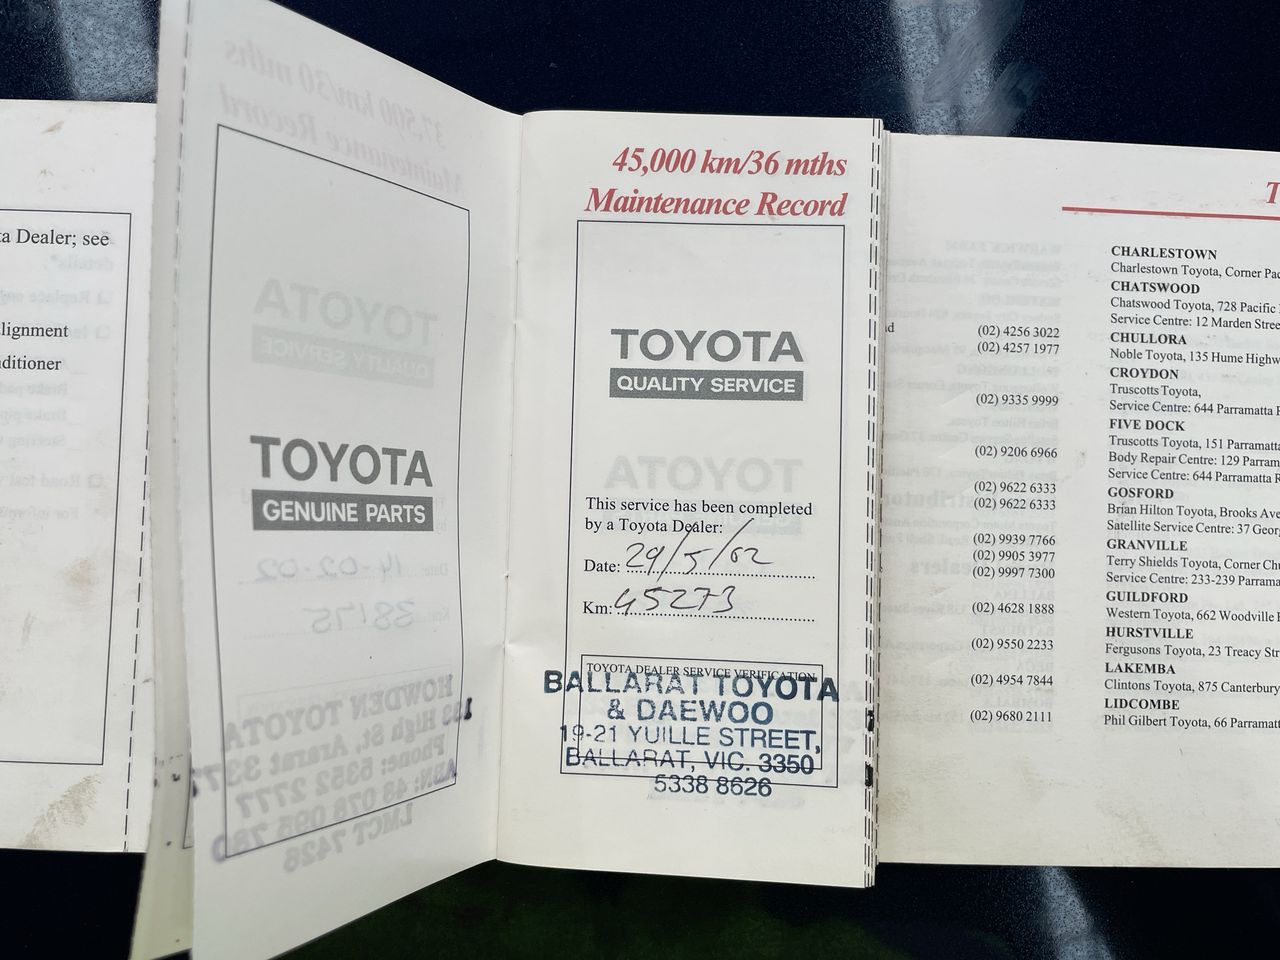 ta Dealer; see
lignment
nditioner
TOYOTA
GENUINE PARTS
45,000 km/36 mths
Maintenance Record
TOYOTA
QUALITY SERVICE
This service has been completed
by a Toyota Dealer:
Date: 29/5/02
Km: 45273
TOYOTA DEALER SERVICE VERIFICATION
BALLARAT TOYOTA
& DAEWOO
19-21 YUILLE STREET,
BALLARAT, VIC. 3350
5338 8626
(02) 4256 3022
(02) 4257 1977
(02) 9335 9999
(02) 9206 6966
(02) 9622 6333
(02) 9622 6333
(02) 9939 7766
(02) 9905 3977
(02) 9997 7300
(02) 4628 1888
(02) 9550 2233
(02) 4954 7844
(02) 9680 2111
T
CHARLESTOWN
Charlestown Toyota, Corner Pac
CHATSWOOD
Chatswood Toyota, 728 Pacific
Service Centre: 12 Marden Stree
CHULLORA
Noble Toyota, 135 Hume Highw
CROYDON
Truscotts Toyota,
Service Centre: 644 Parramatta R
FIVE DOCK
Truscotts Toyota, 151 Parramatta
Body Repair Centre: 129 Parram
Service Centre: 644 Parramatta R
GOSFORD
Brian Hilton Toyota, Brooks Ave
Satellite Service Centre: 37 Georg
GRANVILLE
Terry Shields Toyota, Corner Chu
Service Centre: 233-239 Parrama
GUILDFORD
Western Toyota, 662 Woodville
HURSTVILLE
Fergusons Toyota, 23 Treacy Str
LAKEMBA
Clintons Toyota, 875 Canterbury
LIDCOMBE
Phil Gilbert Toyota, 66 Parramatt